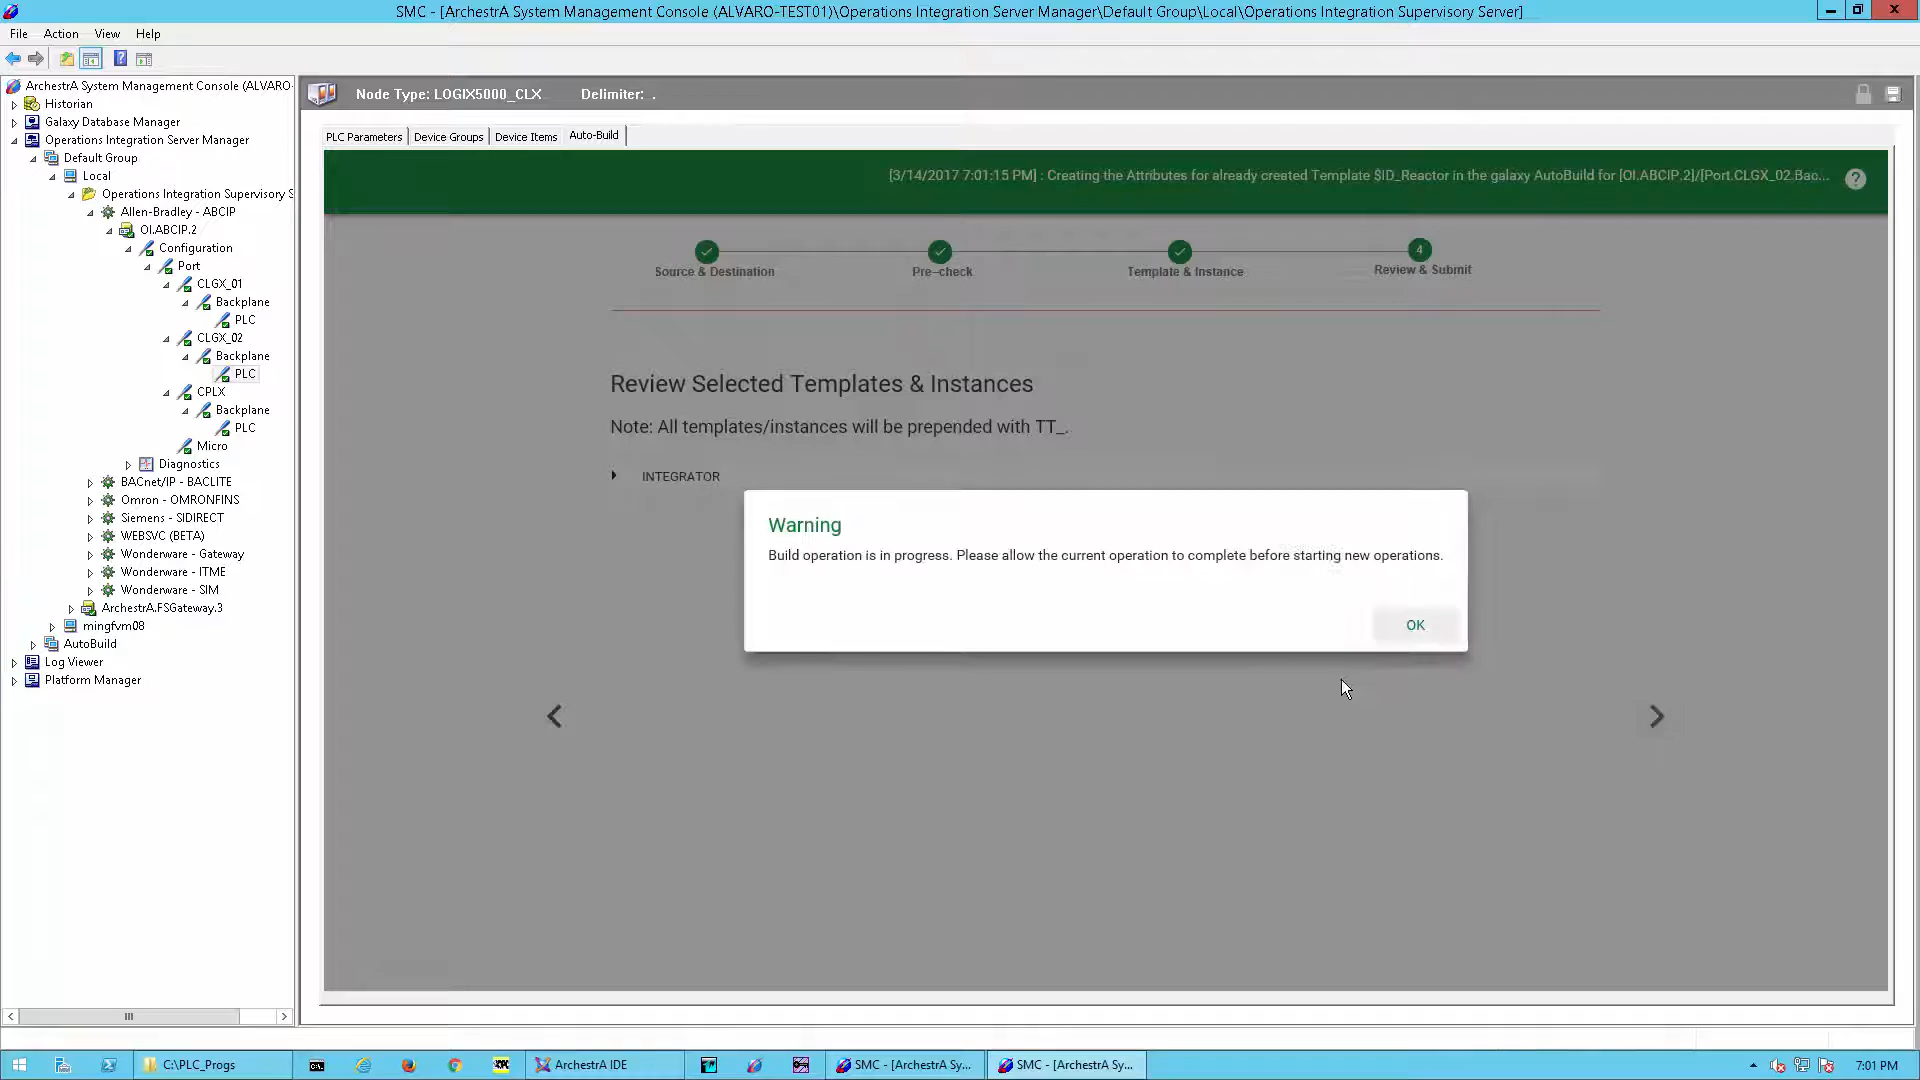 SMC - [ArchestrA System Management Console (ALVARO-TEST01)\Operations Integration Server Manager\Default Group\Local\Operations Integration Supervisory Server]
File Action View Help
ArchestrA System Management Console (ALVARO-
Historian
Galaxy Database Manager
Operations Integration Server Manager
Default Group
Local
Operations Integration Supervisory S
Allen-Bradley - ABCIP
OI.ABCIP.2
Configuration
Port
CLGX_01
Backplane
PLC
CLGX_02
Backplane
PLC
CPLX
Backplane
PLC
Micro
Diagnostics
BACnet/IP - BACLITE
Omron - OMRONFINS
Siemens - SIDIRECT
WEBSVC (BETA)
Wonderware - Gateway
Wonderware - ITME
Wonderware - SIM
ArchestrA.FSGateway.3
mingfvm08
AutoBuild
Log Viewer
Platform Manager
Node Type: LOGIX5000_CLX Delimiter: .
PLC Parameters Device Groups Device Items Auto-Build
[3/14/2017 7:01:15 PM] : Creating the Attributes for already created Template $ID_Reactor in the galaxy AutoBuild for [OI.ABCIP.2]/[Port.CLGX_02.Bac... ?
4
Source & Destination Pre-check Template & Instance Review & Submit
Review Selected Templates & Instances
Note: All templates/instances will be prepended with TT_.
INTEGRATOR
Warning
Build operation is in progress. Please allow the current operation to complete before starting new operations.
OK
C:\PLC_Progs ArchestrA IDE SMC - [ArchestrA Sy... SMC - [ArchestrA Sy... 7:01 PM